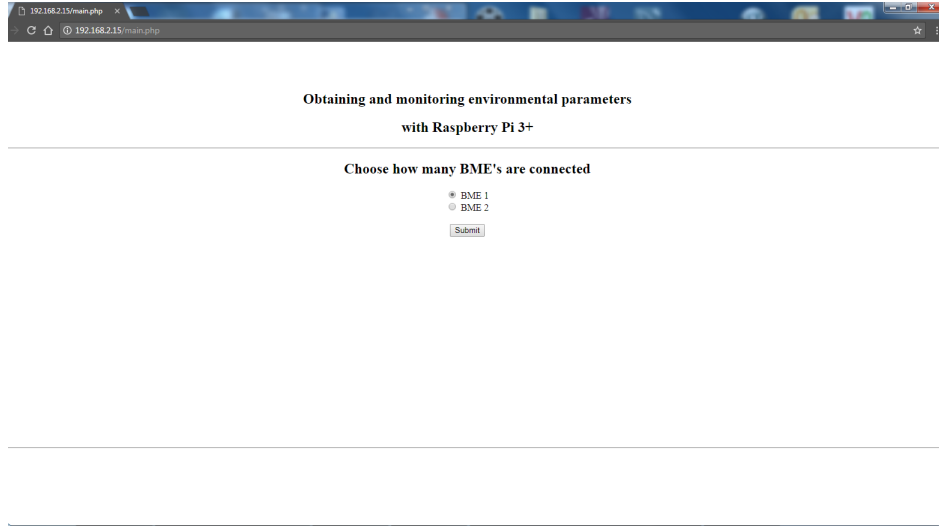 192.168.2.15/main.php
192.168.2.15/main.php
Obtaining and monitoring environmental parameters
with Raspberry Pi 3+
Choose how many BME's are connected
BME 1
BME 2
Submit